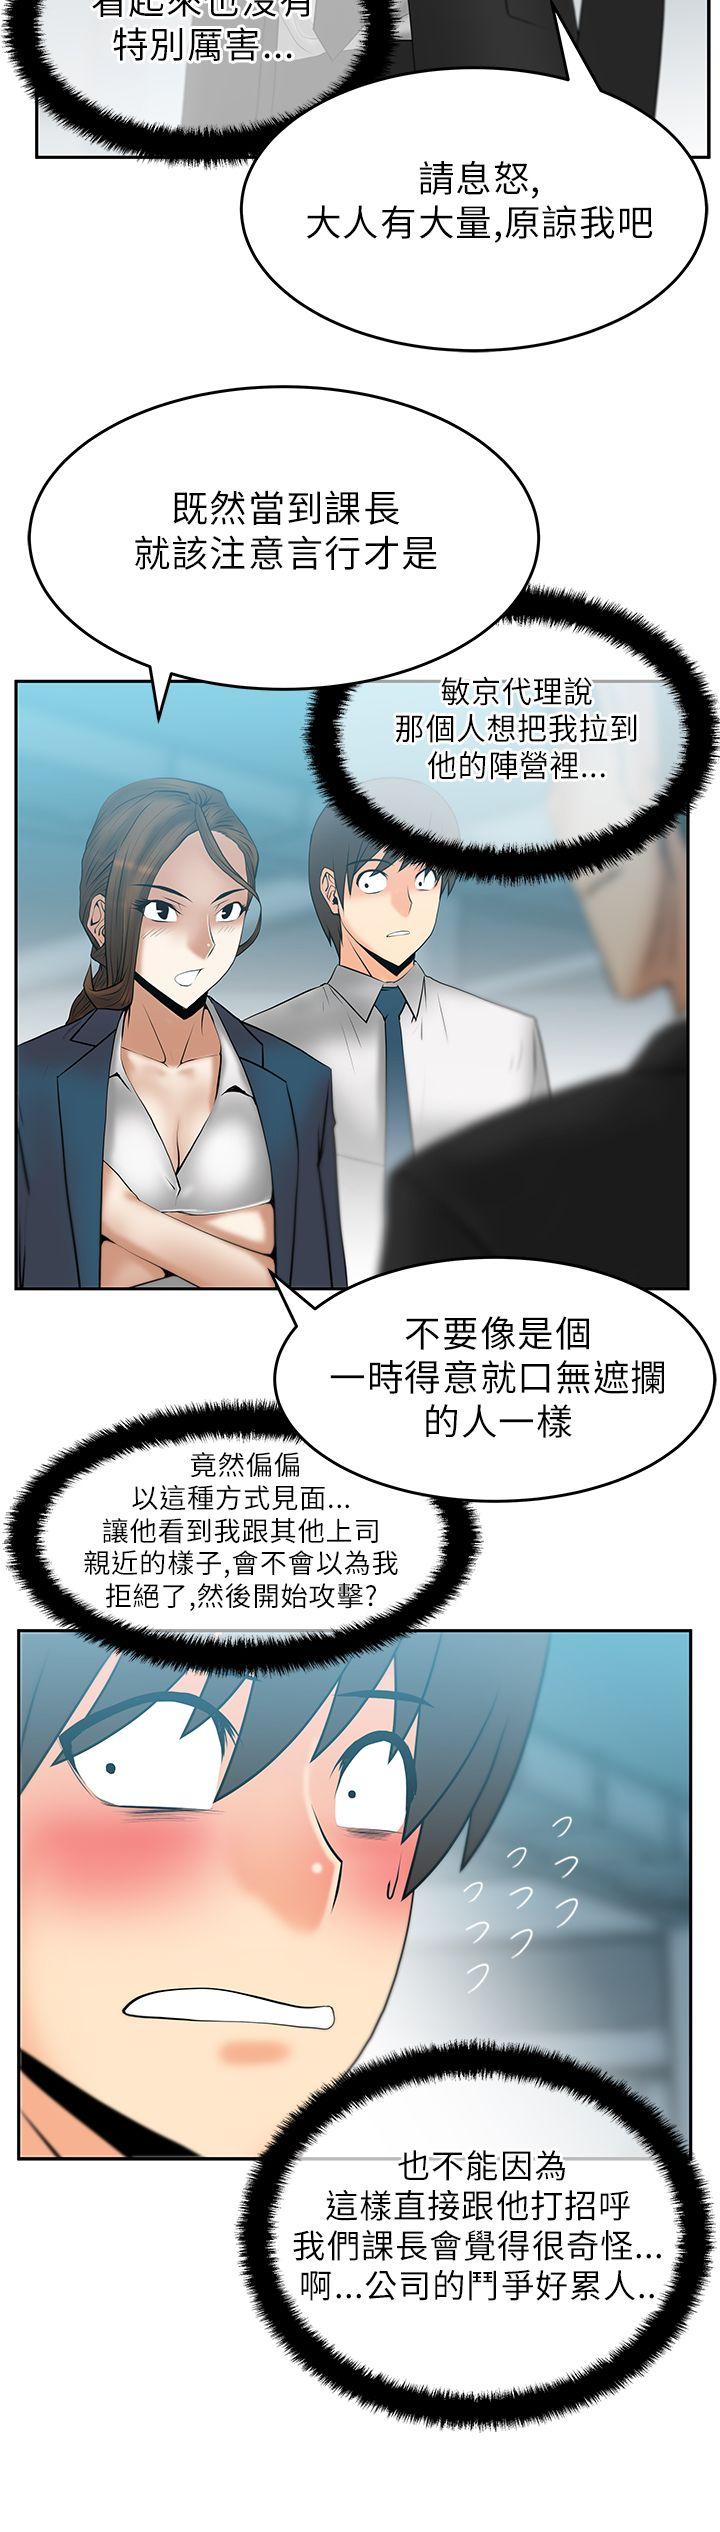 看起來也沒有
特別厲害...
請息怒,
大人有大量,原諒我吧
既然當到課長
就該注意言行才是
敏京代理說
那個人想把我拉到
他的陣營裡...
不要像是個
一時得意就口無遮攔
的人一樣
竟然偏偏
以這種方式見面...
讓他看到我跟其他上司
親近的樣子,會不會以為我
拒絕了,然後開始攻擊?
也不能因為
這樣直接跟他打招呼
我們課長會覺得很奇怪...
啊...公司的鬥爭好累人..